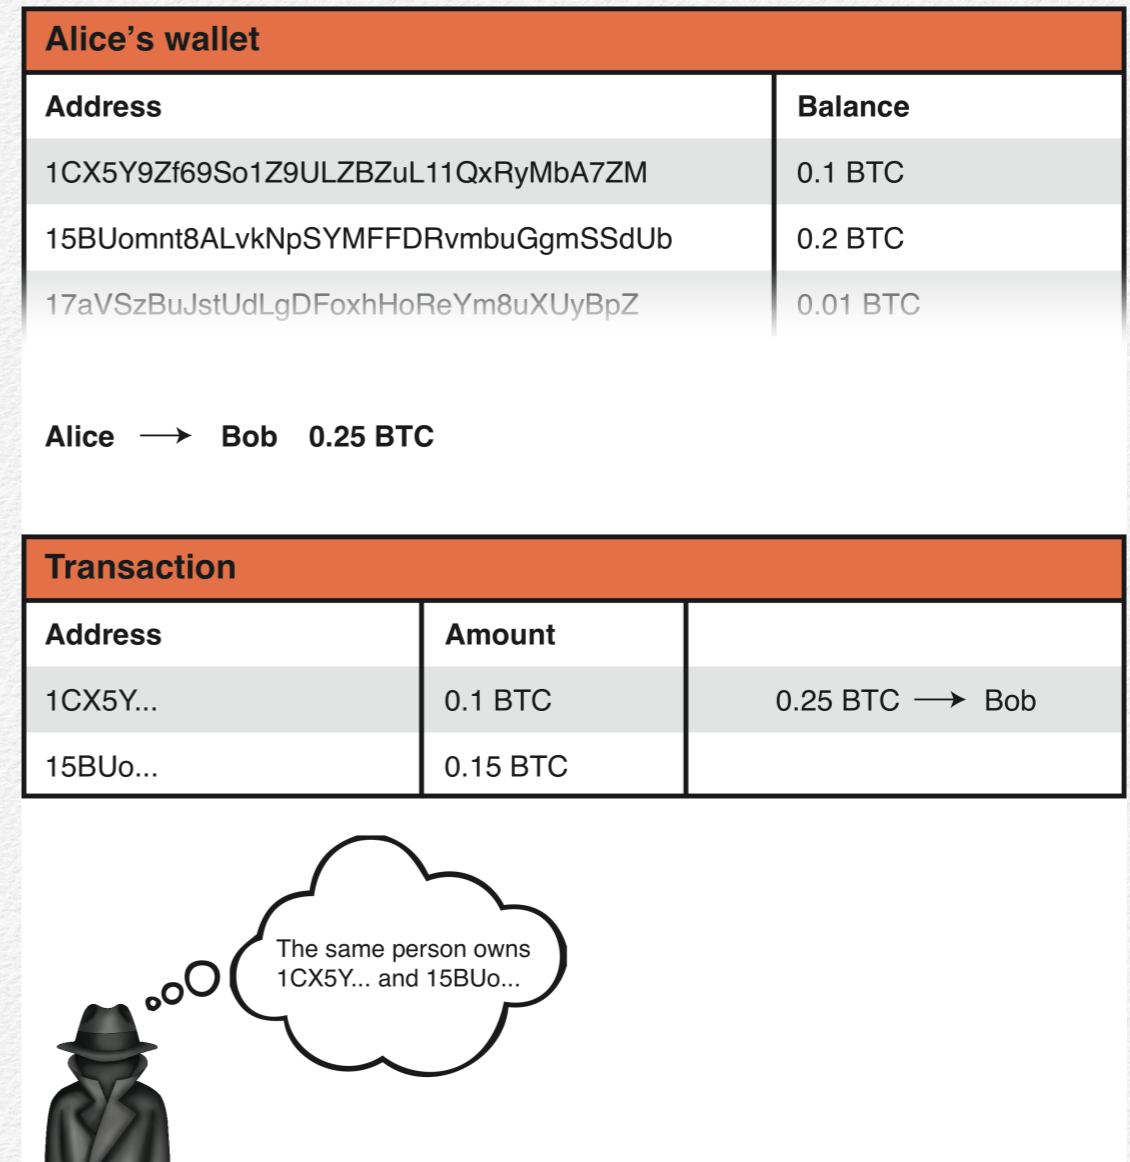 Alice’s wallet
Address Balance
1CX5Y9Zf69So1Z9ULZBZuL11QxRyMbA7ZM 0.1 BTC
15BUomnt8ALvkNpSYMFFDRvmbuGgmSSdUb 0.2 BTC
17aVSzBuJstUdLgDFoxhHoReYm8uXUyBpZ 0.01 BTC
Alice → Bob 0.25 BTC
Transaction
Address Amount
1CX5Y... 0.1 BTC 0.25 BTC → Bob
15BUo... 0.15 BTC
The same person owns
1CX5Y... and 15BUo...